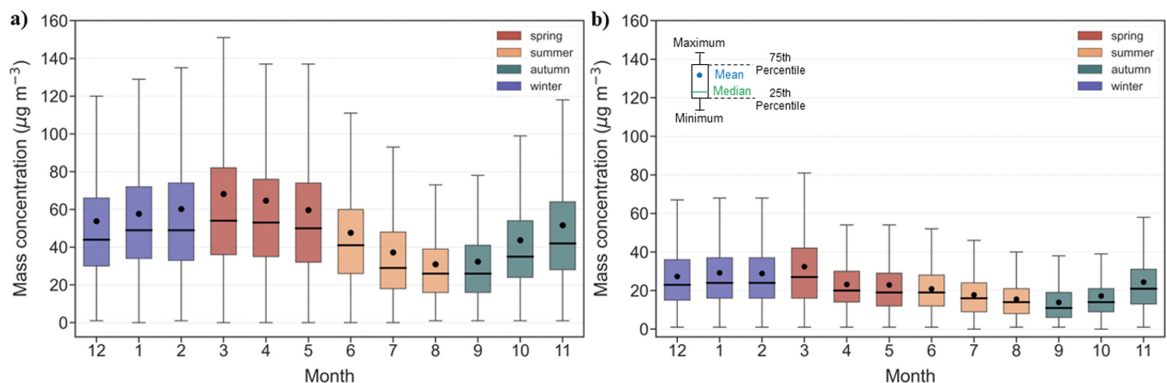 a)
Mass concentration (µg m−3)
160
140
120
100
80
60
40
20
0
spring
summer
autumn
winter
12 1 2 3 4 5 6 7 8 9 10 11
Month
b)
Mass concentration (µg m−3)
160
140
120
100
80
60
40
20
0
Maximum
75th
Percentile
Mean
Median
25th
Percentile
Minimum
spring
summer
autumn
winter
12 1 2 3 4 5 6 7 8 9 10 11
Month